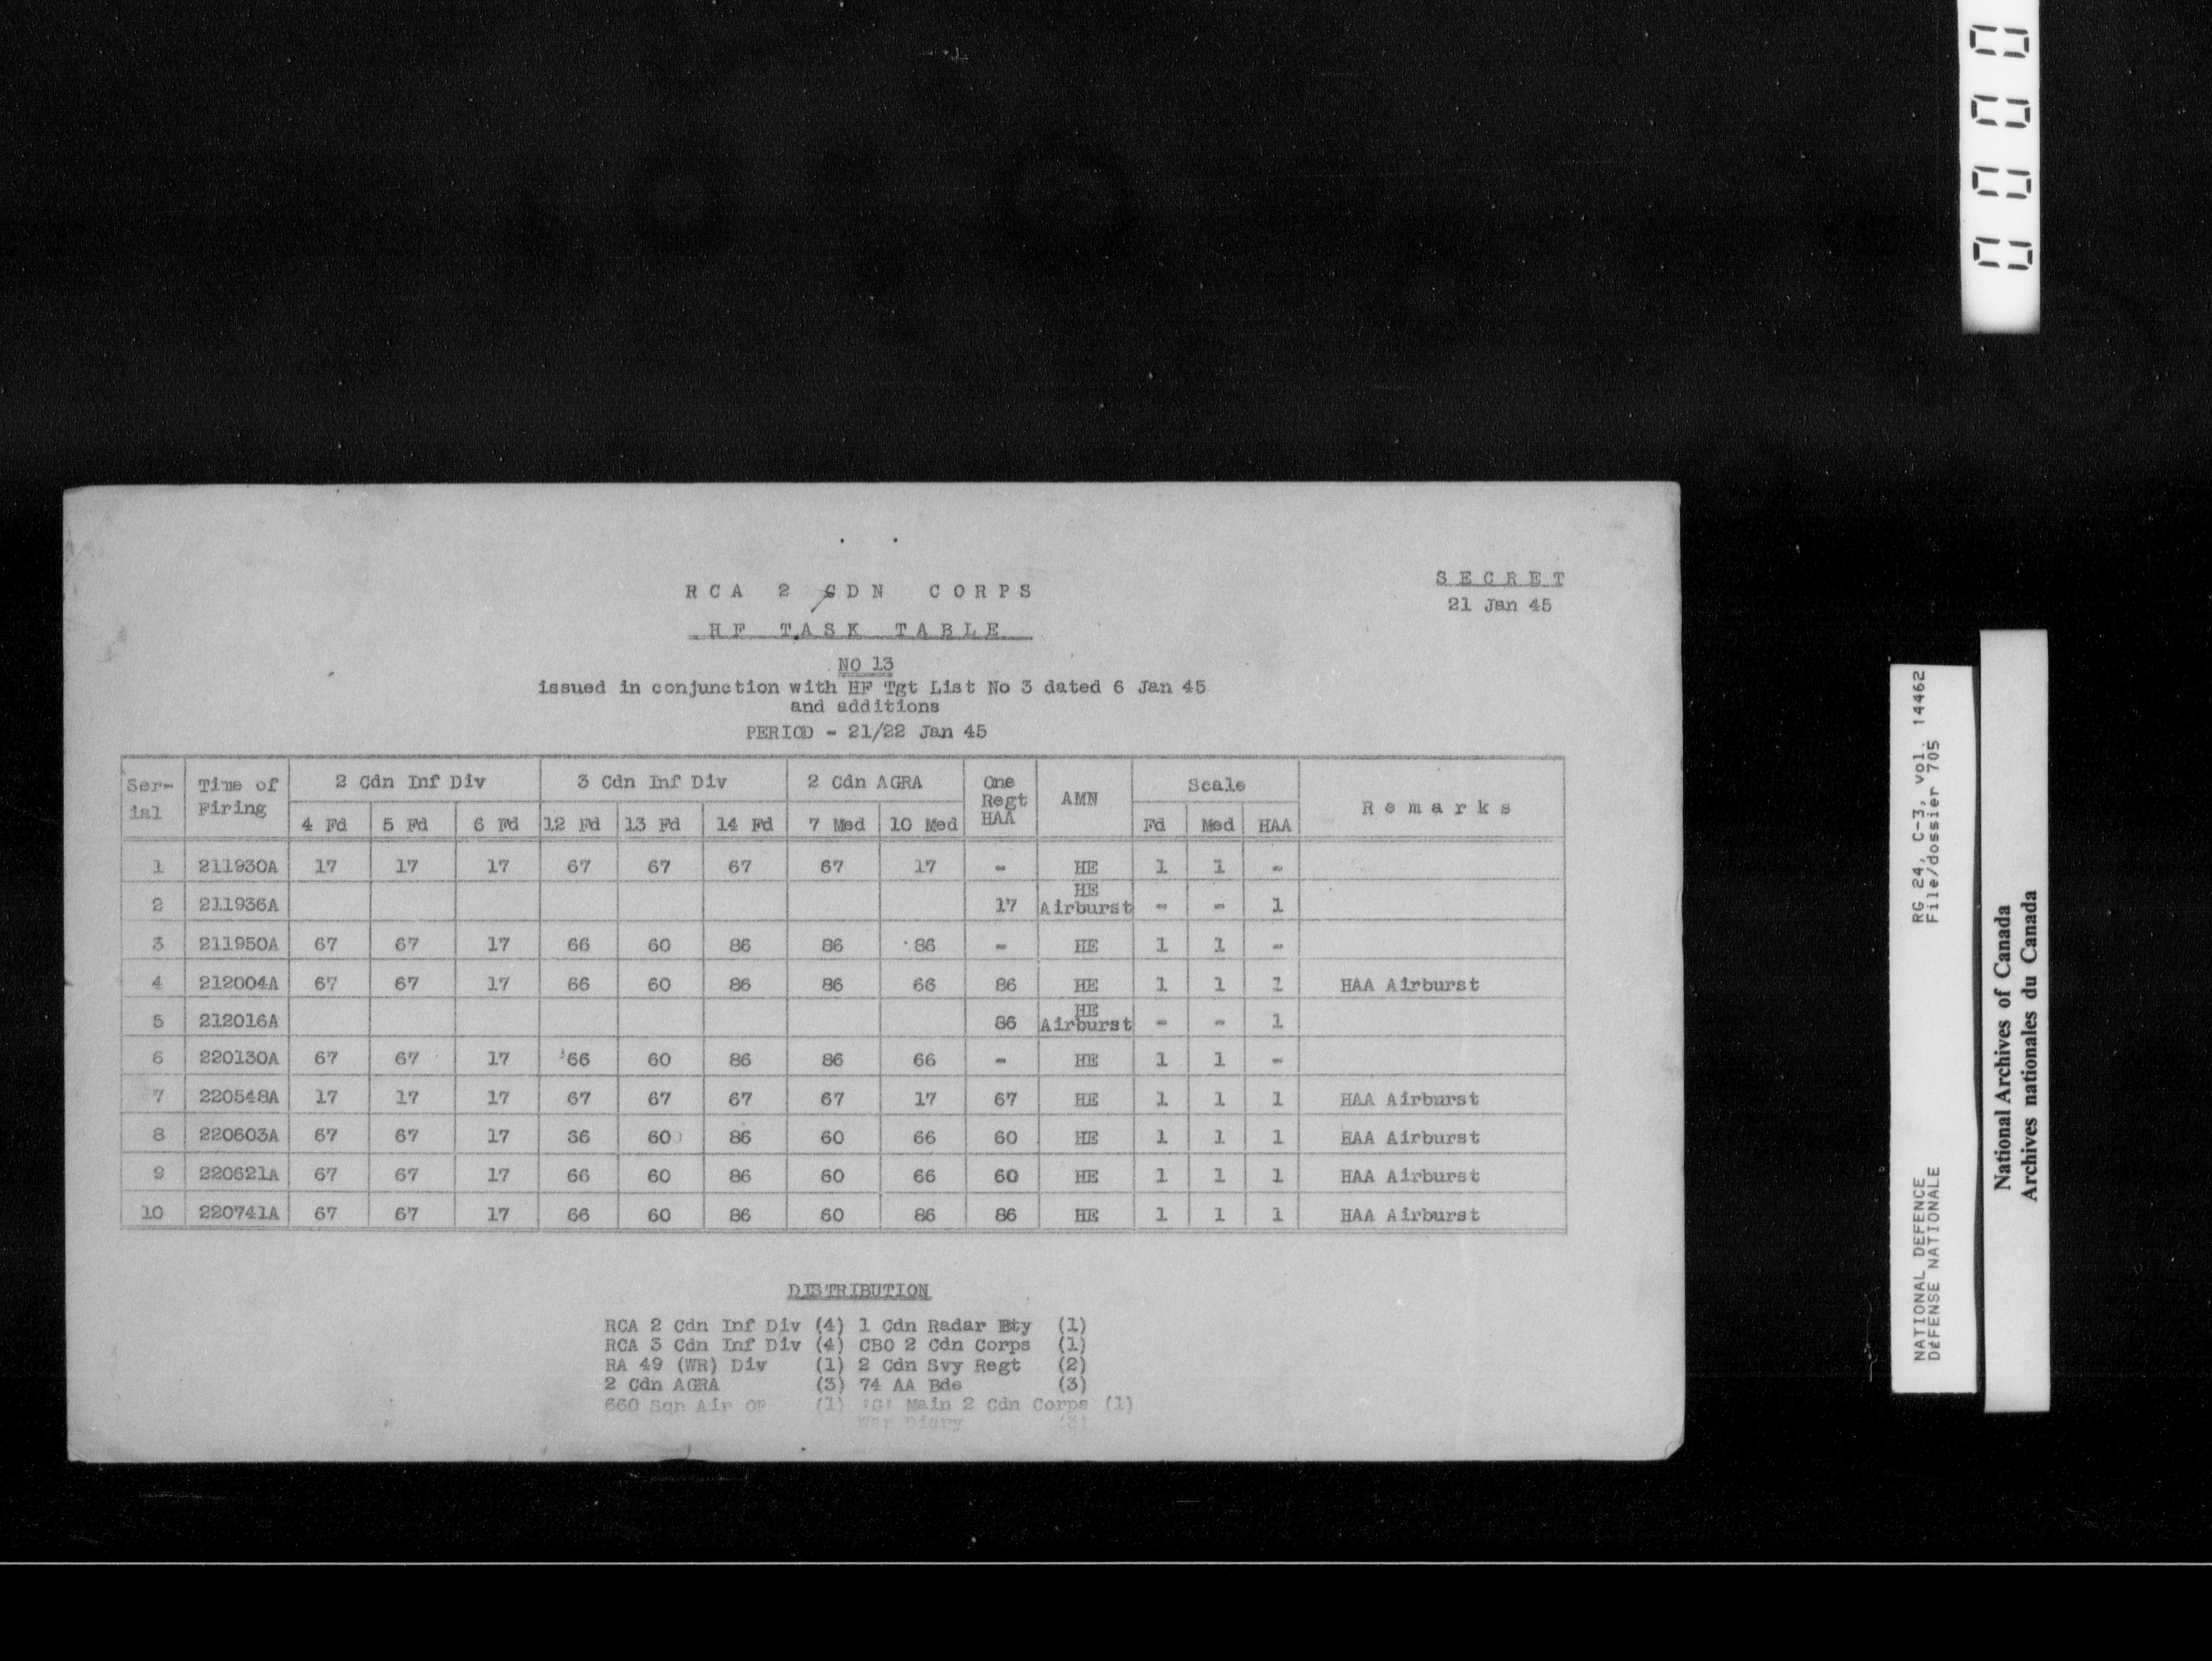 SECRET
21 Jan 45
RCA 2 CDN CORPS
HF TASK TABLE
NO 13
issued in conjunction with HF Tgt List No 3 dated 6 Jan 45
and additions
PERIOD - 21/22 Jan 45
Ser-ial | Time of Firing | 2 Cdn Inf Div | 3 Cdn Inf Div | 2 Cdn AGRA | One Regt HAA | AMN | Scale | Remarks
4 Fd | 5 Fd | 6 Fd | 12 Fd | 13 Fd | 14 Fd | 7 Med | 10 Med | Fd | Med | HAA
1 | 211930A | 17 | 17 | 17 | 67 | 67 | 67 | 67 | 17 | - | HE | 1 | 1 | -
2 | 211936A | 17 | HE Airburst | - | - | 1
3 | 211950A | 67 | 67 | 17 | 66 | 60 | 86 | 86 | 86 | - | HE | 1 | 1 | -
4 | 212004A | 67 | 67 | 17 | 66 | 60 | 86 | 86 | 66 | 86 | HE | 1 | 1 | 1 | HAA Airburst
5 | 212016A | 86 | HE Airburst | - | - | 1
6 | 220130A | 67 | 67 | 17 | 66 | 60 | 86 | 86 | 66 | - | HE | 1 | 1 | -
7 | 220548A | 17 | 17 | 17 | 67 | 67 | 67 | 67 | 17 | 67 | HE | 1 | 1 | 1 | HAA Airburst
8 | 220603A | 67 | 67 | 17 | 66 | 60 | 86 | 60 | 66 | 60 | HE | 1 | 1 | 1 | HAA Airburst
9 | 220621A | 67 | 67 | 17 | 66 | 60 | 86 | 60 | 66 | 60 | HE | 1 | 1 | 1 | HAA Airburst
10 | 220741A | 67 | 67 | 17 | 66 | 60 | 86 | 60 | 86 | 86 | HE | 1 | 1 | 1 | HAA Airburst
DISTRIBUTION
RCA 2 Cdn Inf Div (4) 1 Cdn Radar Bty (1)
RCA 3 Cdn Inf Div (4) CBO 2 Cdn Corps (1)
RA 49 (WR) Div (1) 2 Cdn Svy Regt (2)
2 Cdn AGRA (3) 74 AA Bde (3)
660 Sqn Air OP (1) 'G' Main 2 Cdn Corps (1)
War Diary (3)
0000
NATIONAL DEFENCE RG 24, C-3, vol. 14462
DÉFENSE NATIONALE File/dossier 705
National Archives of Canada
Archives nationales du Canada